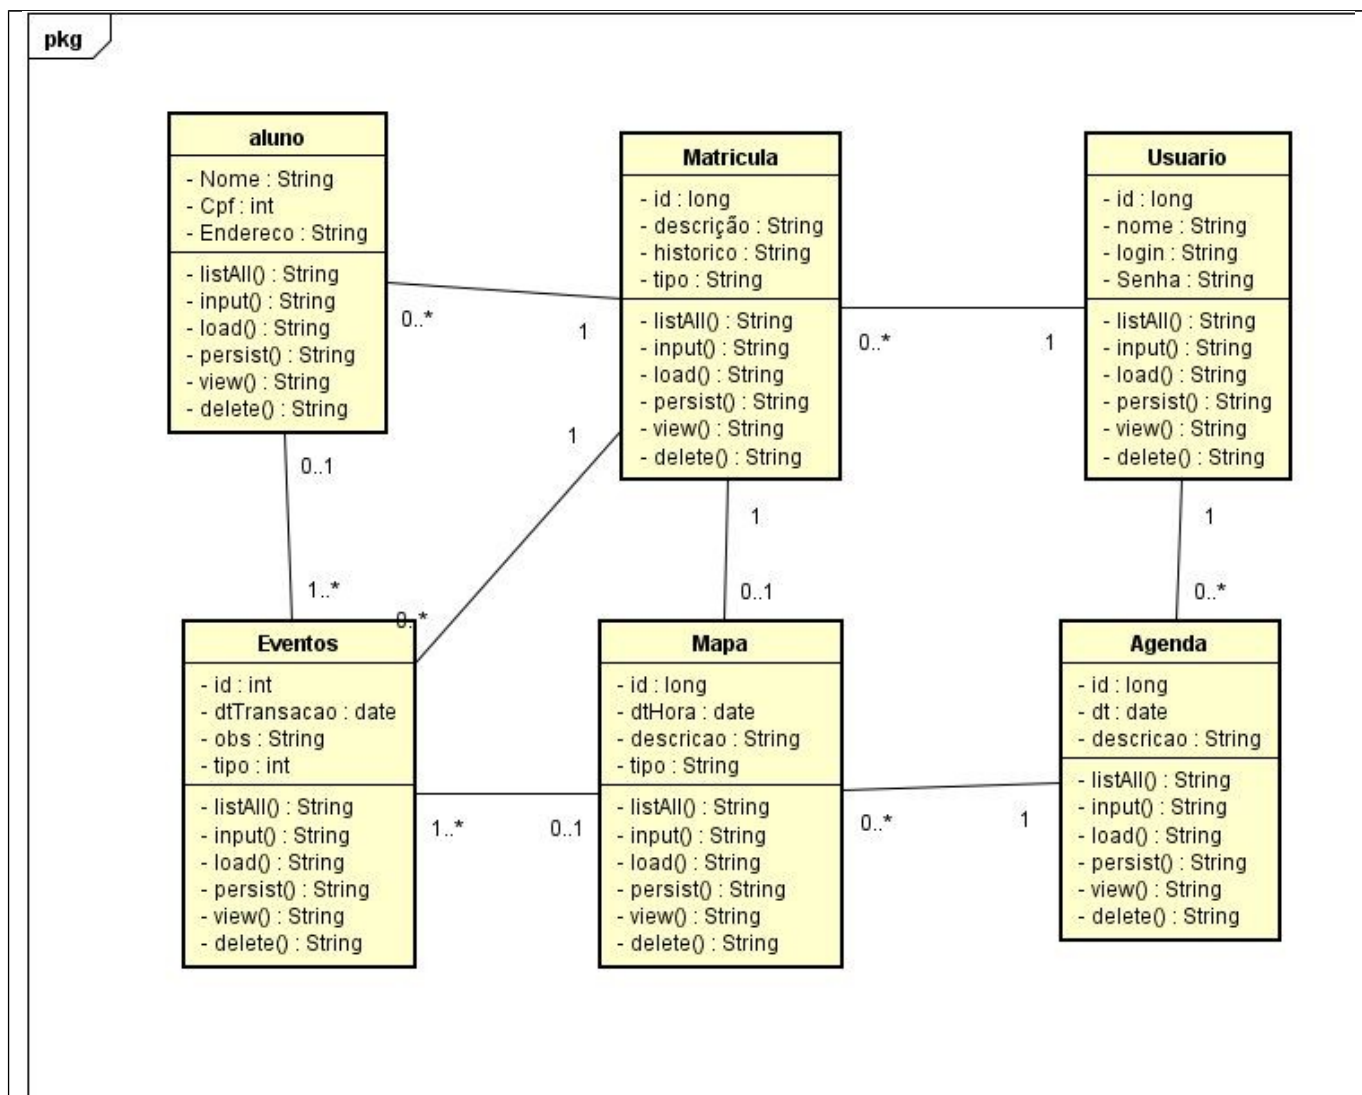 pkg
aluno
- Nome : String
- Cpf : int
- Endereco : String
- listAll() : String
- input() : String
- load() : String
- persist() : String
- view() : String
- delete() : String
Matricula
- id : long
- descrição : String
- historico : String
- tipo : String
- listAll() : String
- input() : String
- load() : String
- persist() : String
- view() : String
- delete() : String
Usuario
- id : long
- nome : String
- login : String
- Senha : String
- listAll() : String
- input() : String
- load() : String
- persist() : String
- view() : String
- delete() : String
0..*
1
0..*
1
1
0..1
1
1
1..*
0..*
0..1
0..*
Eventos
- id : int
- dtTransacao : date
- obs : String
- tipo : int
- listAll() : String
- input() : String
- load() : String
- persist() : String
- view() : String
- delete() : String
Mapa
- id : long
- dtHora : date
- descricao : String
- tipo : String
- listAll() : String
- input() : String
- load() : String
- persist() : String
- view() : String
- delete() : String
Agenda
- id : long
- dt : date
- descricao : String
- listAll() : String
- input() : String
- load() : String
- persist() : String
- view() : String
- delete() : String
1..*
0..1
0..*
1